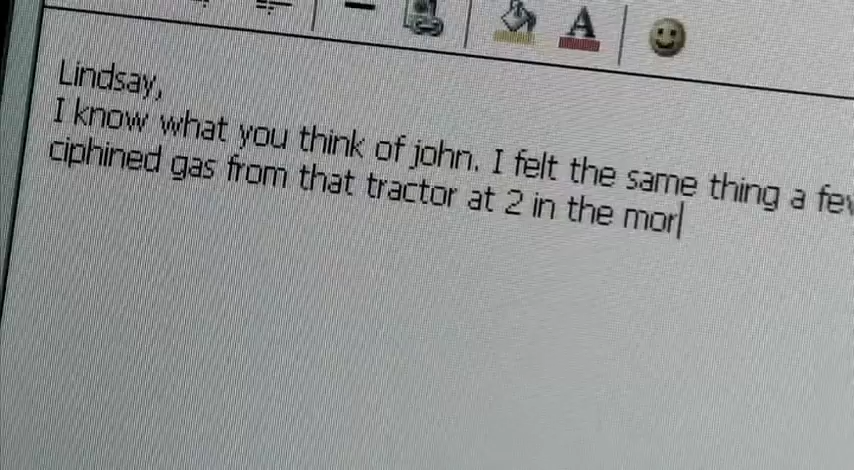 Lindsay,
I know what you think of john. I felt the same thing a
ciphined gas from that tractor at 2 in the mor